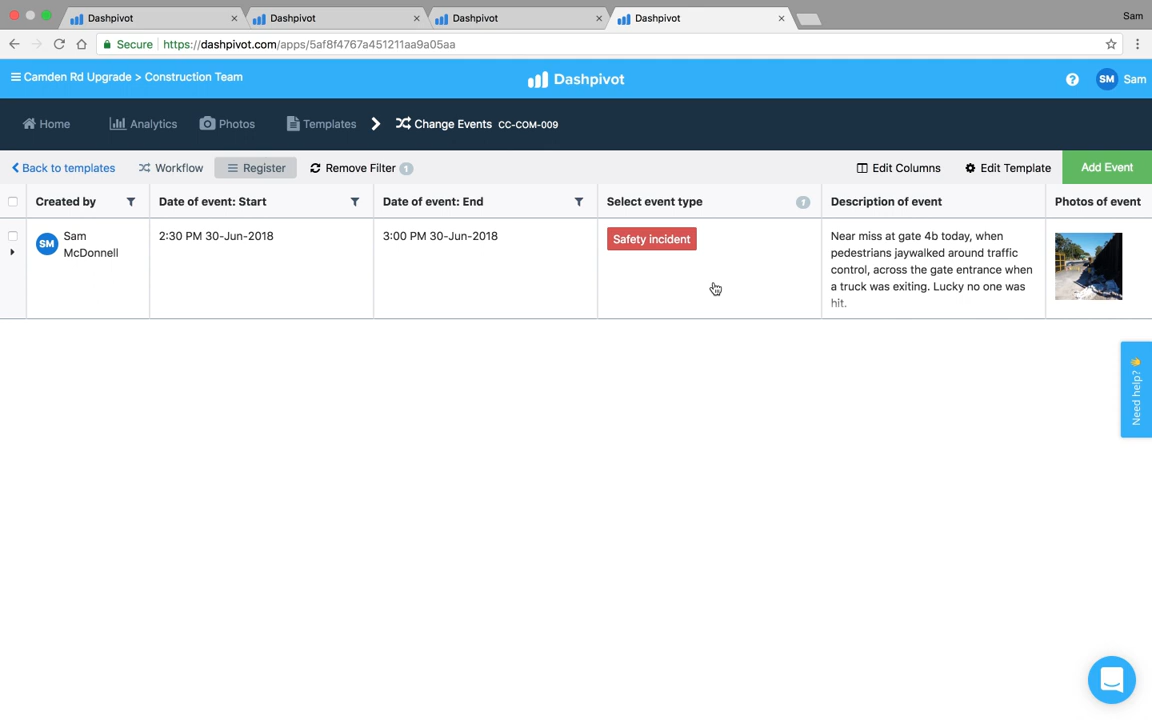 Dashpivot
Dashpivot
Dashpivot
Dashpivot
Sam
Secure
https://dashpivot.com/apps/5af8f4767a451211aa9a05aa
Camden Rd Upgrade > Construction Team
Dashpivot
?
SM
Sam
Home
Analytics
Photos
Templates
Change Events CC-COM-009
Back to templates
Workflow
Register
Remove Filter 1
Edit Columns
Edit Template
Add Event
Created by
Date of event: Start
Date of event: End
Select event type
Description of event
Photos of event
SM
Sam
McDonnell
2:30 PM 30-Jun-2018
3:00 PM 30-Jun-2018
Safety incident
Near miss at gate 4b today, when
pedestrians jaywalked around traffic
control, across the gate entrance when
a truck was exiting. Lucky no one was
hit.
Need help?